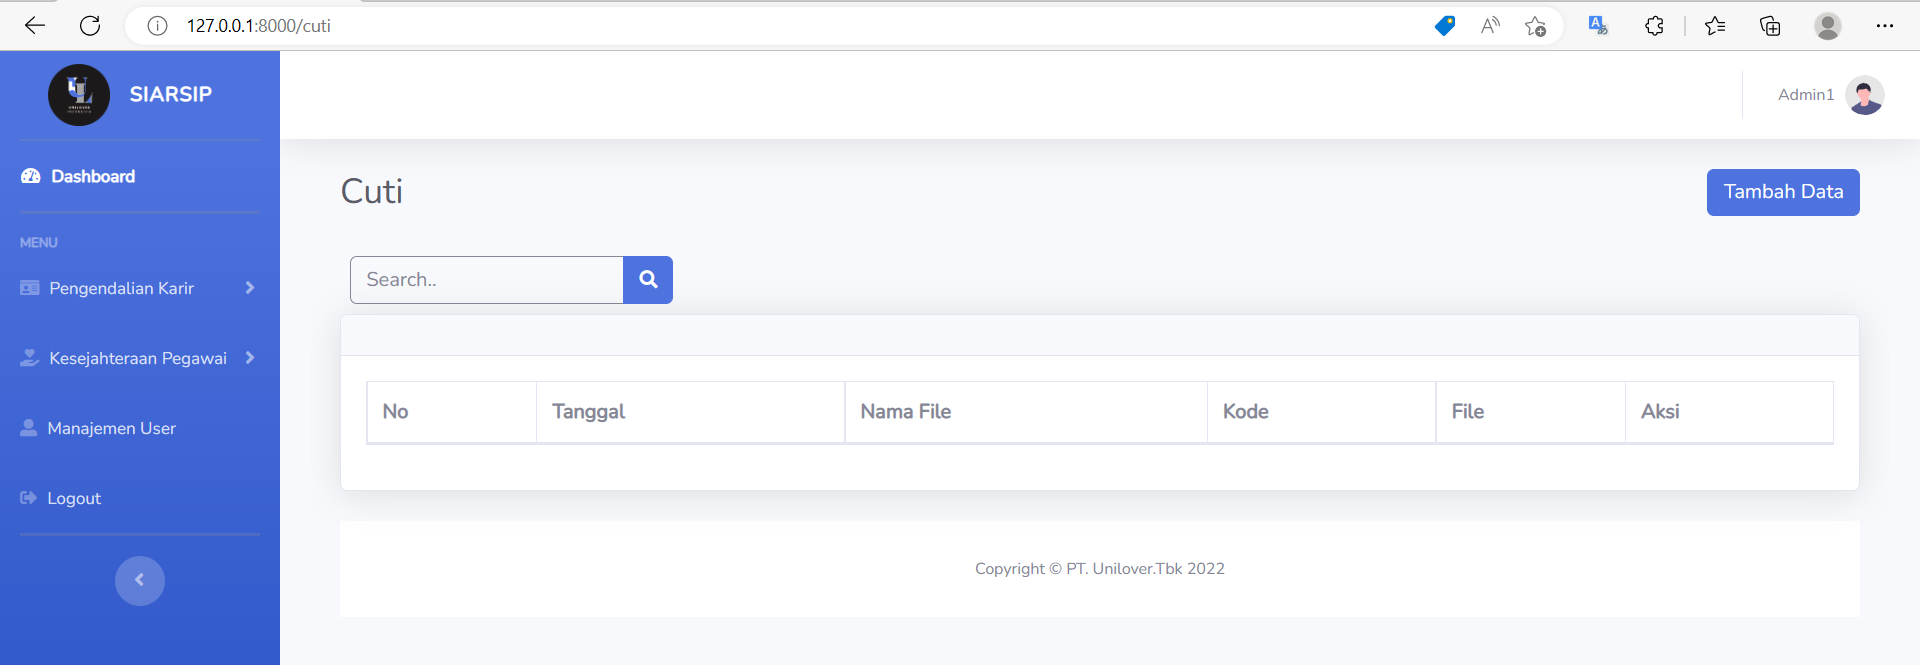 127.0.0.1:8000/cuti
SIARSIP
Admin1
Dashboard
Cuti
Tambah Data
MENU
Search..
Pengendalian Karir
Kesejahteraan Pegawai
No Tanggal Nama File Kode File Aksi
Manajemen User
Logout
Copyright © PT. Unilover.Tbk 2022